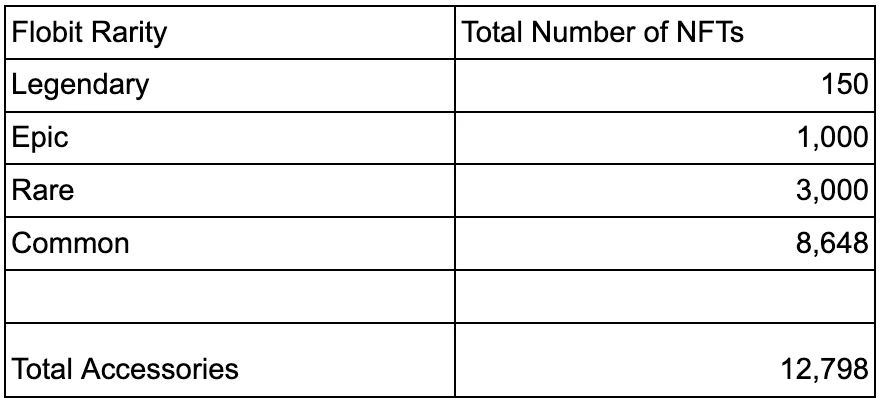 Flobit Rarity Total Number of NFTs
Legendary 150
Epic 1,000
Rare 3,000
Common 8,648
Total Accessories 12,798